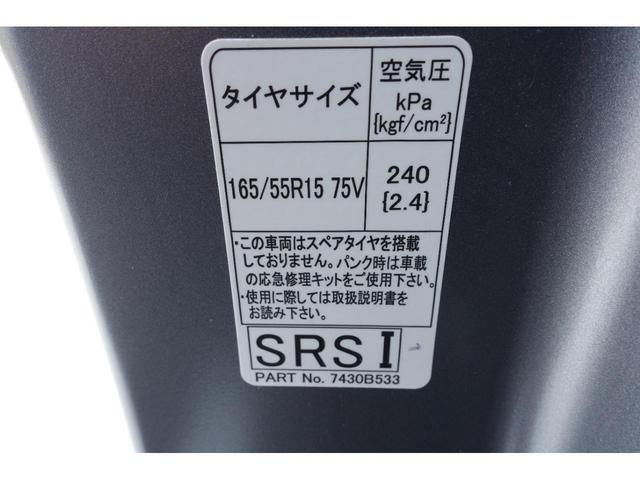 タイヤサイズ
空気圧
kPa
{kgf/cm²}
165/55R15 75V
240
{2.4}
・この車両はスペアタイヤを搭載
しておりません。パンク時は車載
の応急修理キットをご使用下さい。
・使用に際しては取扱説明書を
お読み下さい。
SRS I
PART No. 7430B533